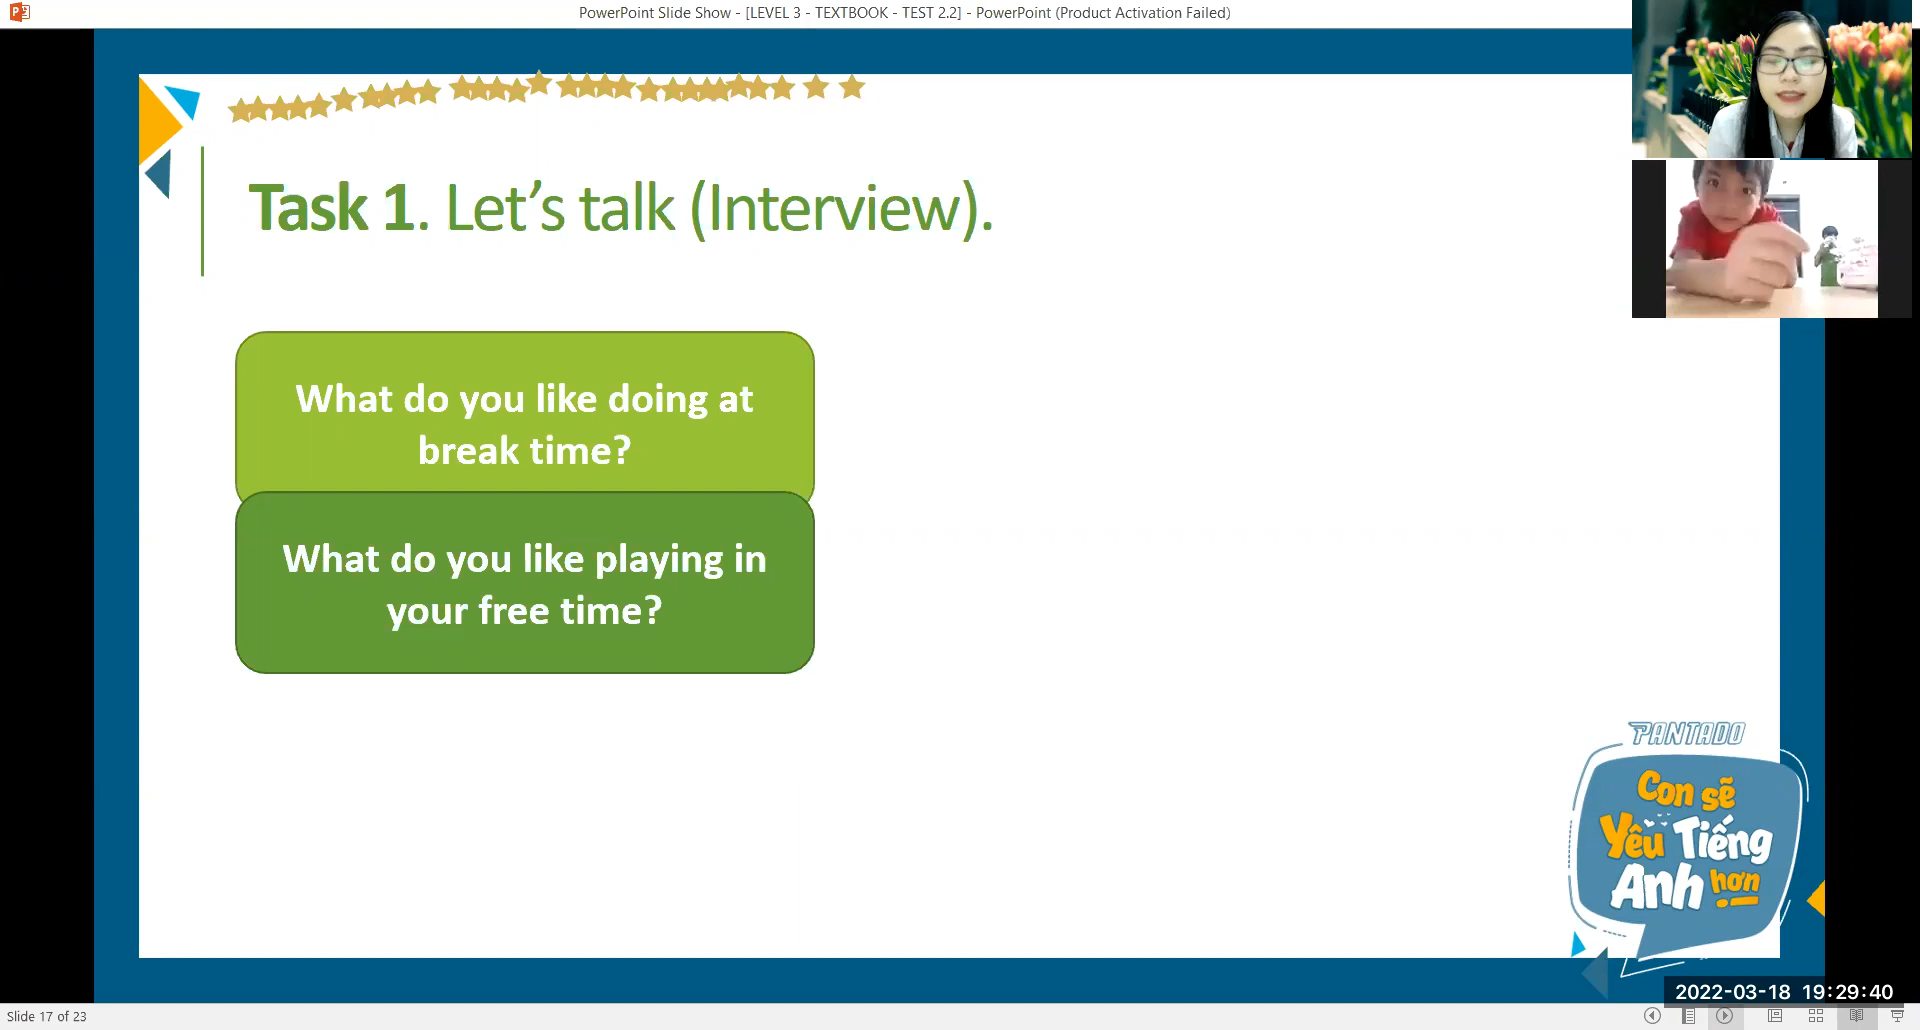 PowerPoint Slide Show - [LEVEL 3 - TEXTBOOK - TEST 2.2] - PowerPoint (Product Activation Failed)
Task 1. Let's talk (Interview).
What do you like doing at
break time?
What do you like playing in
your free time?
PANTADO
Con sẽ
Yêu Tiếng
Anh hơn
2022-03-18 19:29:40
Slide 17 of 23